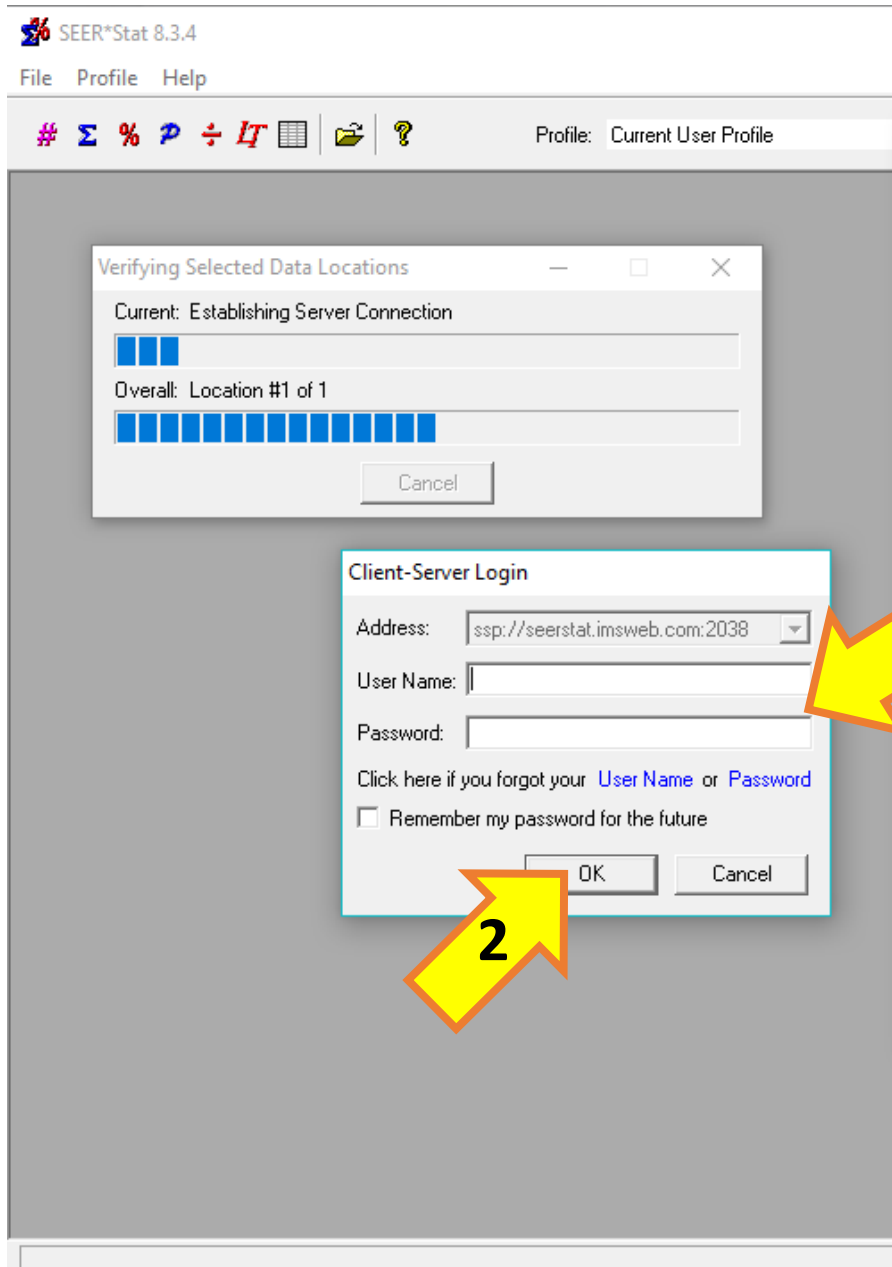 SEER*Stat 8.3.4
File Profile Help
# Σ % P ÷ LT ? Profile: Current User Profile
Verifying Selected Data Locations
Current: Establishing Server Connection
Overall: Location #1 of 1
Cancel
Client-Server Login
Address: ssp://seerstat.imsweb.com:2038
User Name:
Password:
Click here if you forgot your User Name or Password
Remember my password for the future
OK Cancel
2